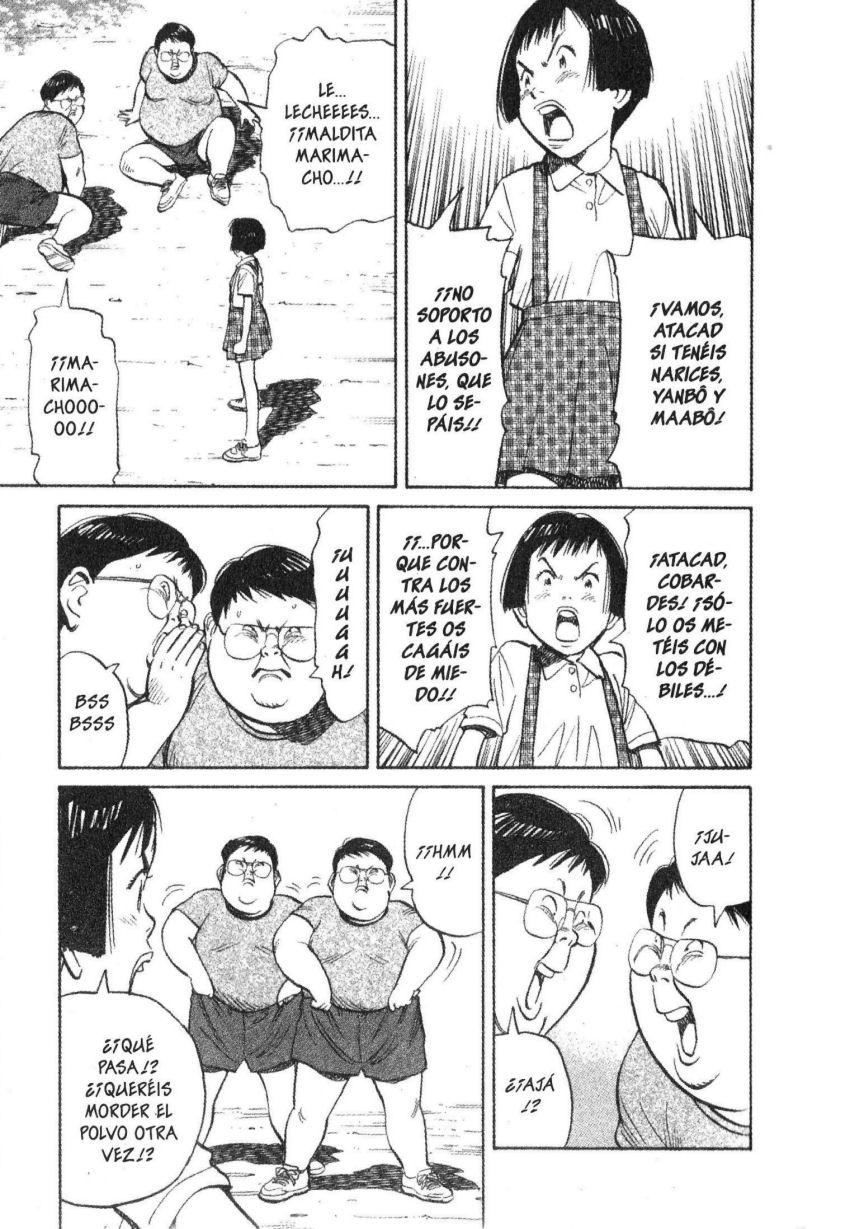 ¡VAMOS,
ATACAD
SI TENÉIS
NARICES,
YANBÔ Y
MAABÔ!
¡¡NO
SOPORTO
A LOS
ABUSO-
NES, QUE
LO SE-
PÁIS!!
LE...
LECHEEEES...
¡¡MALDITA
MARIMA-
CHO...!!
¡¡MA-
RIMA-
CHOOO-
OO!!
¡ATACAD,
COBAR-
DES! ¡SÓ-
LO OS ME-
TÉIS CON
LOS DÉ-
BILES...!
¡¡...POR-
QUE CON-
TRA LOS
MÁS FUER-
TES OS
CAGÁIS
DE MIE-
DO!!
¡U
U
U
U
G
G
H!
BSS
BSSS
¡JU-
JAA!
¿¡AJÁ
!?
¡¡HMM
!!
¿¡QUÉ
PASA!?
¿¡QUERÉIS
MORDER EL
POLVO OTRA
VEZ!?